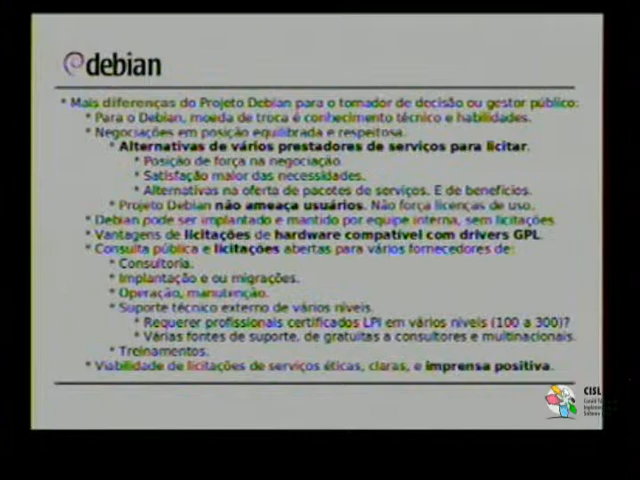 debian
* Mais diferenças do Projeto Debian para o tomador de decisão ou gestor público:
* Para o Debian, moeda de troca é conhecimento técnico e habilidades.
* Negociações em posição equilibrada e respeitosa.
* Alternativas de vários prestadores de serviços para licitar.
* Posição de força na negociação.
* Satisfação maior das necessidades.
* Alternativas na oferta de pacotes de serviços. E de benefícios.
* Projeto Debian não ameaça usuários. Não força licenças de uso.
* Debian pode ser implantado e mantido por equipe interna, sem licitações.
* Vantagens de licitações de hardware compatível com drivers GPL.
* Consulta pública e licitações abertas para vários fornecedores de:
* Consultoria.
* Implantação e ou migrações.
* Operação, manutenção.
* Suporte técnico externo de vários níveis.
* Requerer profissionais certificados LPI em vários níveis (100 a 300)?
* Várias fontes de suporte, de gratuitas a consultores e multinacionais.
* Treinamentos.
* Viabilidade de licitações de serviços éticas, claras, e imprensa positiva.
CISL